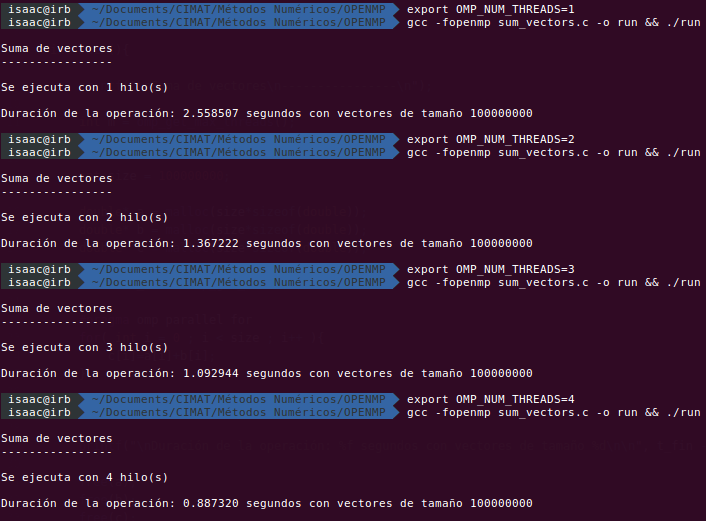 isaac@irb ~/Documents/CIMAT/Métodos Numéricos/OPENMP export OMP_NUM_THREADS=1
isaac@irb ~/Documents/CIMAT/Métodos Numéricos/OPENMP gcc -fopenmp sum_vectors.c -o run && ./run
Suma de vectores
----------------
Se ejecuta con 1 hilo(s)
Duración de la operación: 2.558507 segundos con vectores de tamaño 100000000
isaac@irb ~/Documents/CIMAT/Métodos Numéricos/OPENMP export OMP_NUM_THREADS=2
isaac@irb ~/Documents/CIMAT/Métodos Numéricos/OPENMP gcc -fopenmp sum_vectors.c -o run && ./run
Suma de vectores
----------------
Se ejecuta con 2 hilo(s)
Duración de la operación: 1.367222 segundos con vectores de tamaño 100000000
isaac@irb ~/Documents/CIMAT/Métodos Numéricos/OPENMP export OMP_NUM_THREADS=3
isaac@irb ~/Documents/CIMAT/Métodos Numéricos/OPENMP gcc -fopenmp sum_vectors.c -o run && ./run
Suma de vectores
----------------
Se ejecuta con 3 hilo(s)
Duración de la operación: 1.092944 segundos con vectores de tamaño 100000000
isaac@irb ~/Documents/CIMAT/Métodos Numéricos/OPENMP export OMP_NUM_THREADS=4
isaac@irb ~/Documents/CIMAT/Métodos Numéricos/OPENMP gcc -fopenmp sum_vectors.c -o run && ./run
Suma de vectores
----------------
Se ejecuta con 4 hilo(s)
Duración de la operación: 0.887320 segundos con vectores de tamaño 100000000